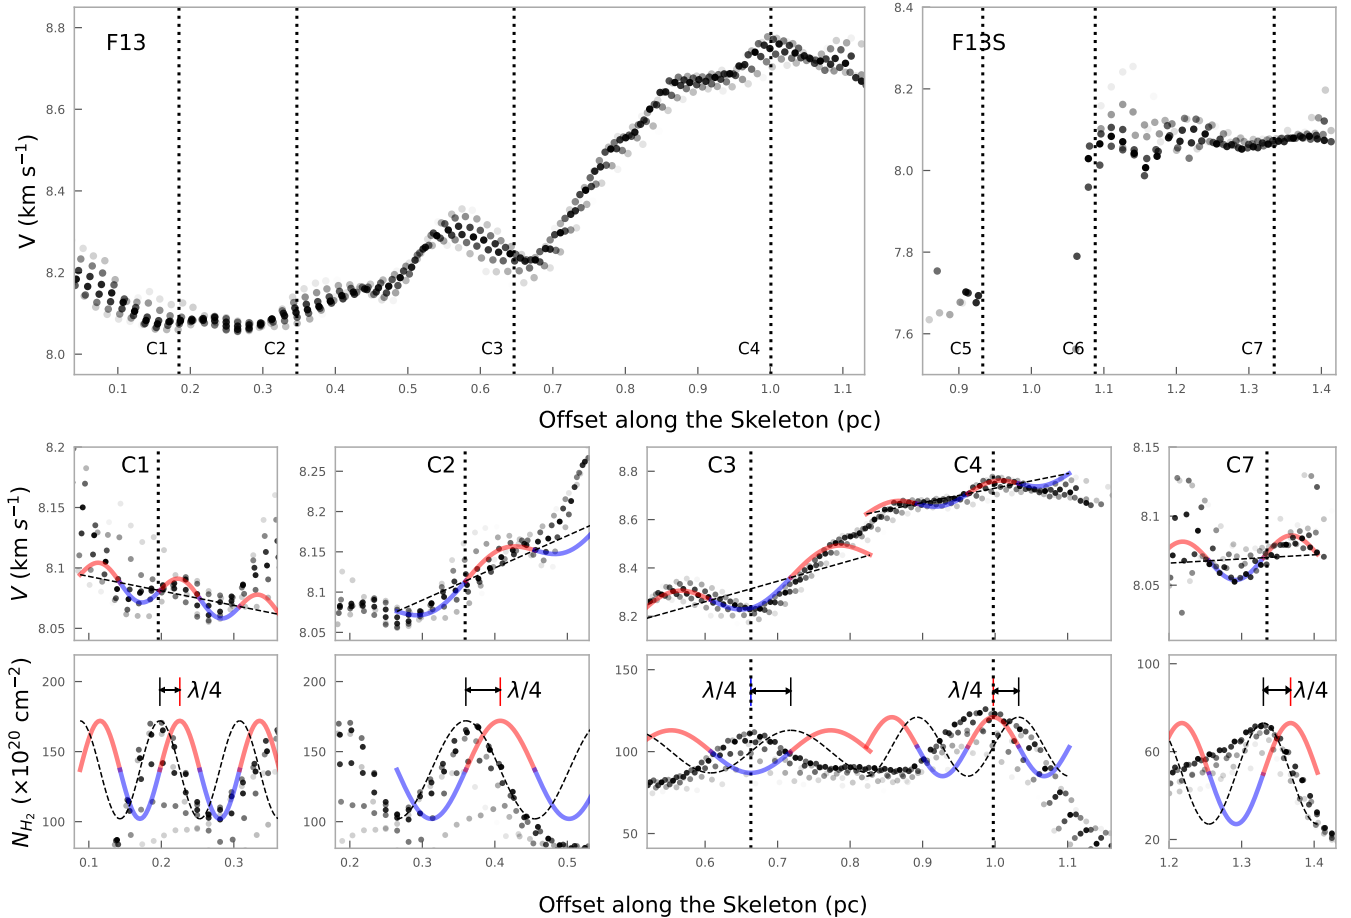 F13
F13S
V (km s⁻¹)
8.8
8.6
8.4
8.2
8.0
8.4
8.2
8.0
7.8
7.6
C1
C2
C3
C4
C5
C6
C7
0.1 0.2 0.3 0.4 0.5 0.6 0.7 0.8 0.9 1.0 1.1
0.9 1.0 1.1 1.2 1.3 1.4
Offset along the Skeleton (pc)
V (km s⁻¹)
8.2
8.15
8.1
8.05
C1
8.25
8.2
8.15
8.1
8.05
C2
8.8
8.6
8.4
8.2
C3
C4
8.15
8.1
8.05
C7
N_{H₂} (×10²⁰ cm⁻²)
200
150
100
λ/4
200
150
100
λ/4
150
100
50
λ/4
λ/4
100
60
20
λ/4
0.1 0.2 0.3
0.2 0.3 0.4 0.5
0.6 0.7 0.8 0.9 1.0 1.1
1.2 1.3 1.4
Offset along the Skeleton (pc)